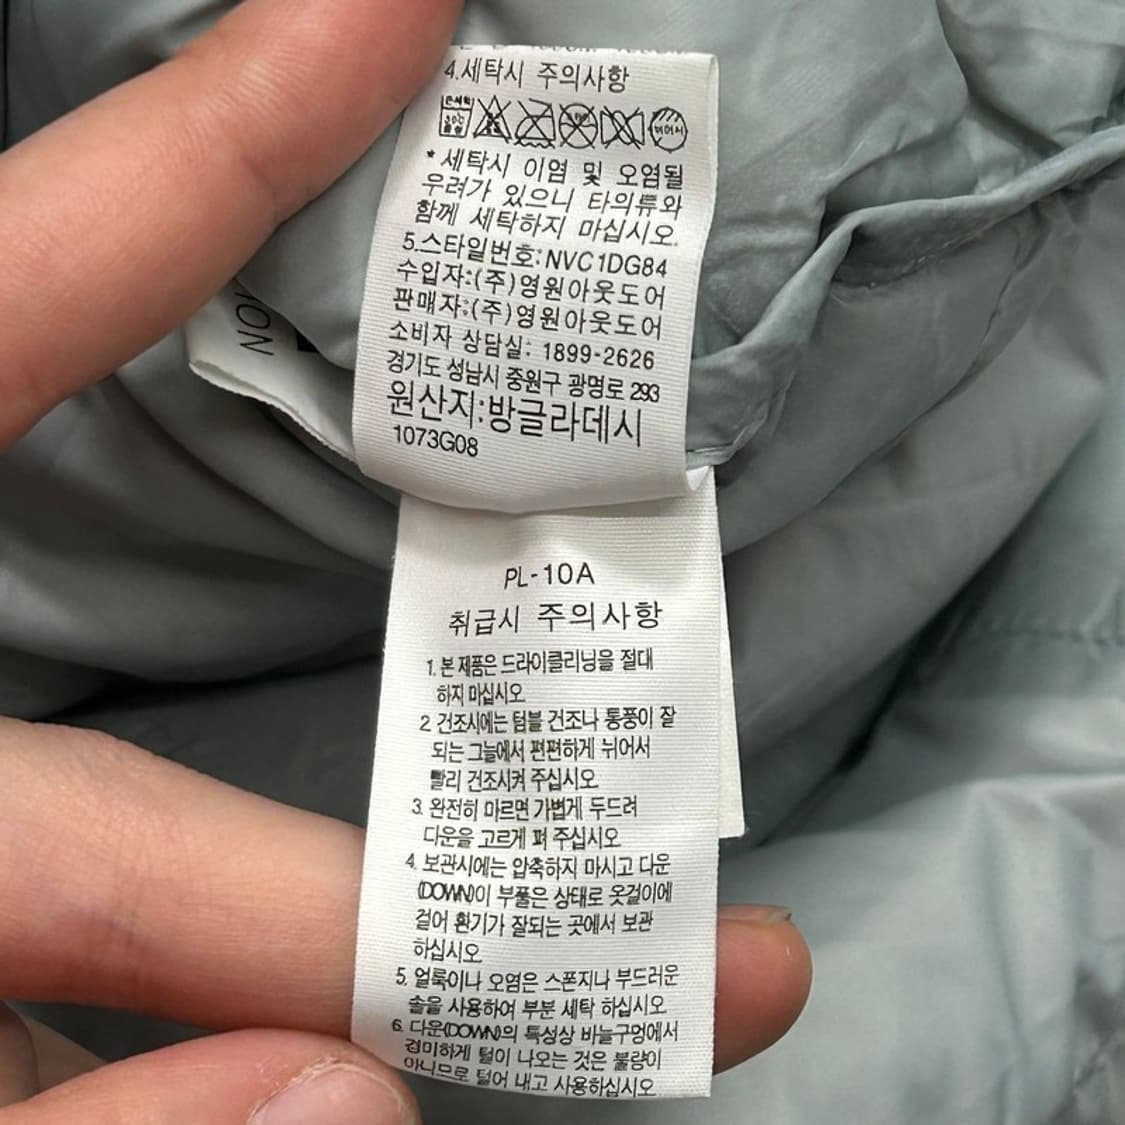 4.세탁시 주의사항
* 세탁시 이염 및 오염될
우려가 있으니 타의류와
함께 세탁하지 마십시오.
5.스타일번호:NVC1DG84
수입자:(주)영원아웃도어
판매자:(주)영원아웃도어
소비자 상담실: 1899-2626
경기도 성남시 중원구 광명로 293
원산지:방글라데시
1073G08
ION
PL-10A
취급시 주의사항
1. 본 제품은 드라이클리닝을 절대
하지 마십시오
2 건조시에는 텀블 건조나 통풍이 잘
되는 그늘에서 편편하게 뉘어서
빨리 건조시켜 주십시오
3. 완전히 마르면 가볍게 두드려
다운을 고르게 펴 주십시오
4. 보관시에는 압축하지 마시고 다운
(DOWN)이 부풀은 상태로 옷걸이에
걸어 환기가 잘되는 곳에서 보관
하십시오
5. 얼룩이나 오염은 스폰지나 부드러운
솔을 사용하여 부분 세탁 하십시오
6. 다운(DOWN)의 특성상 바늘구멍에서
경미하게 털이 나오는 것은 불량이
아니므로 털어 내고 사용하십시오